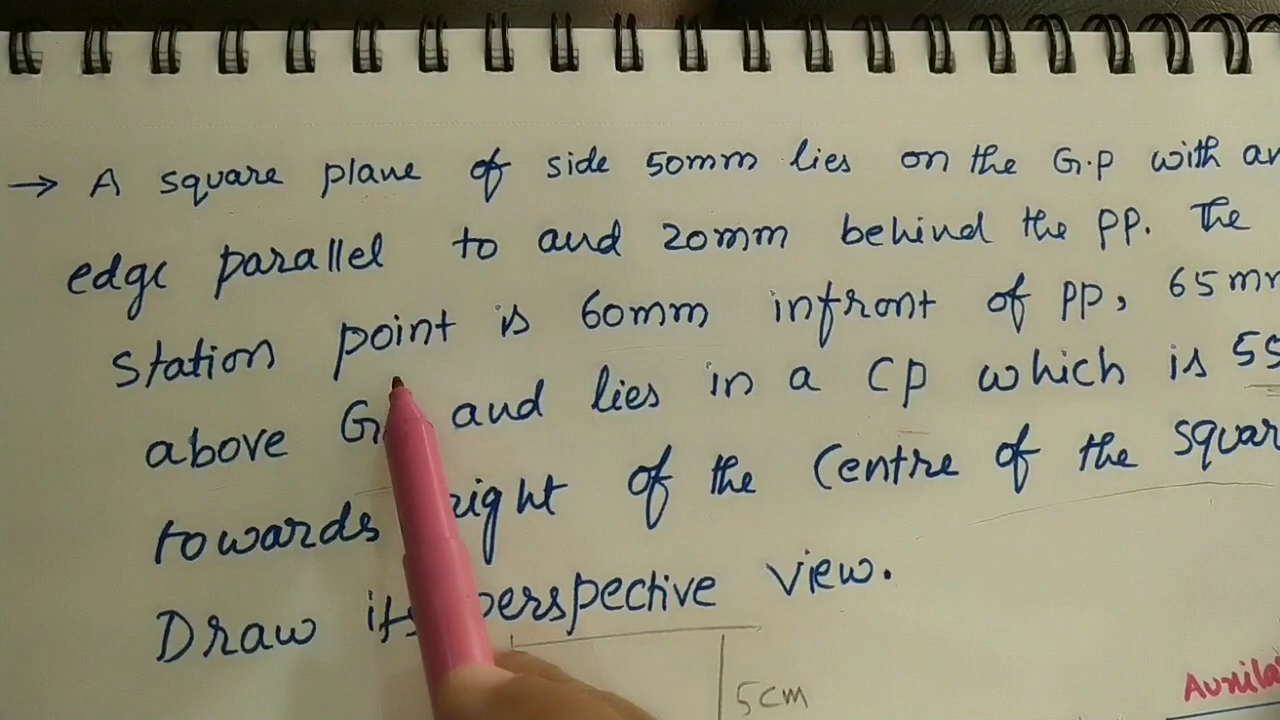 → A square plane of side 50mm lies on the G.P with an
edge parallel to and 20mm behind the PP. The
Station point is 60mm infront of PP, 65mm
above and lies in a CP which is 55
towards right of the Centre of the Squar
Draw its perspective view.
5cm